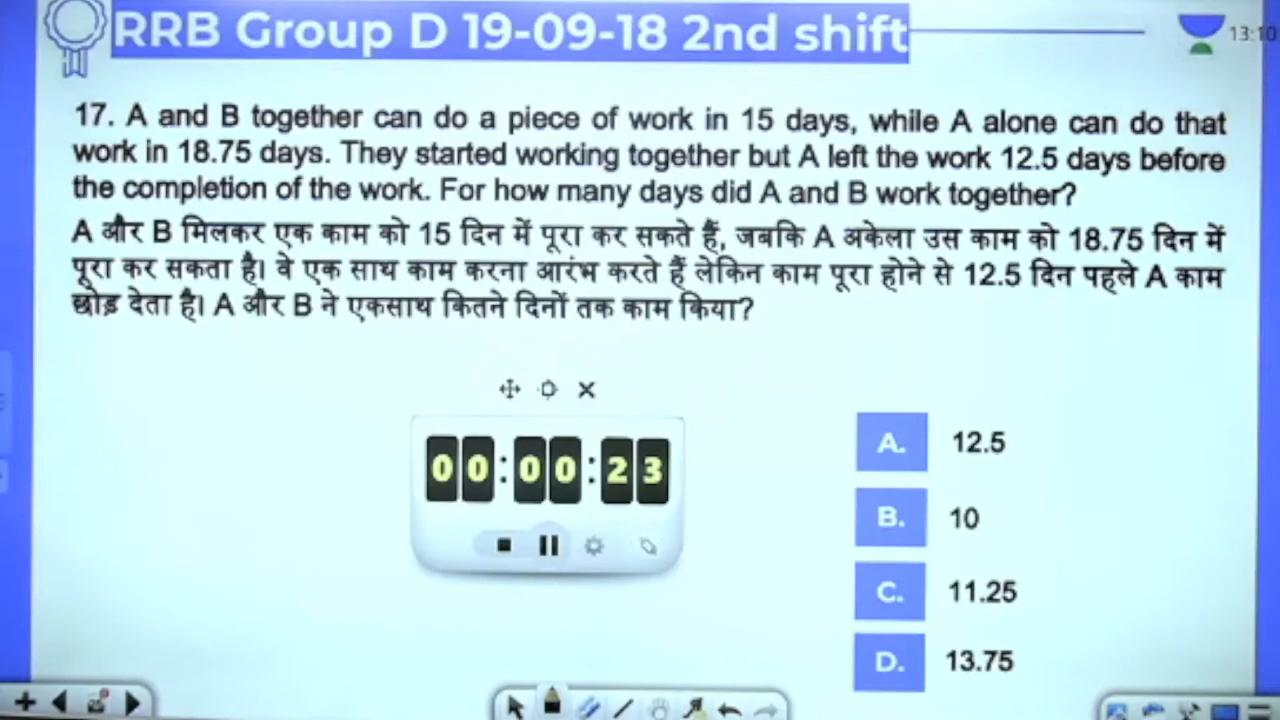 RRB Group D 19-09-18 2nd shift
13:10
17. A and B together can do a piece of work in 15 days, while A alone can do that
work in 18.75 days. They started working together but A left the work 12.5 days before
the completion of the work. For how many days did A and B work together?
A और B मिलकर एक काम को 15 दिन में पूरा कर सकते हैं, जबकि A अकेला उस काम को 18.75 दिन में
पूरा कर सकता है। वे एक साथ काम करना आरंभ करते हैं लेकिन काम पूरा होने से 12.5 दिन पहले A काम
छोड़ देता है। A और B ने एकसाथ कितने दिनों तक काम किया?
00:00:23
A. 12.5
B. 10
C. 11.25
D. 13.75